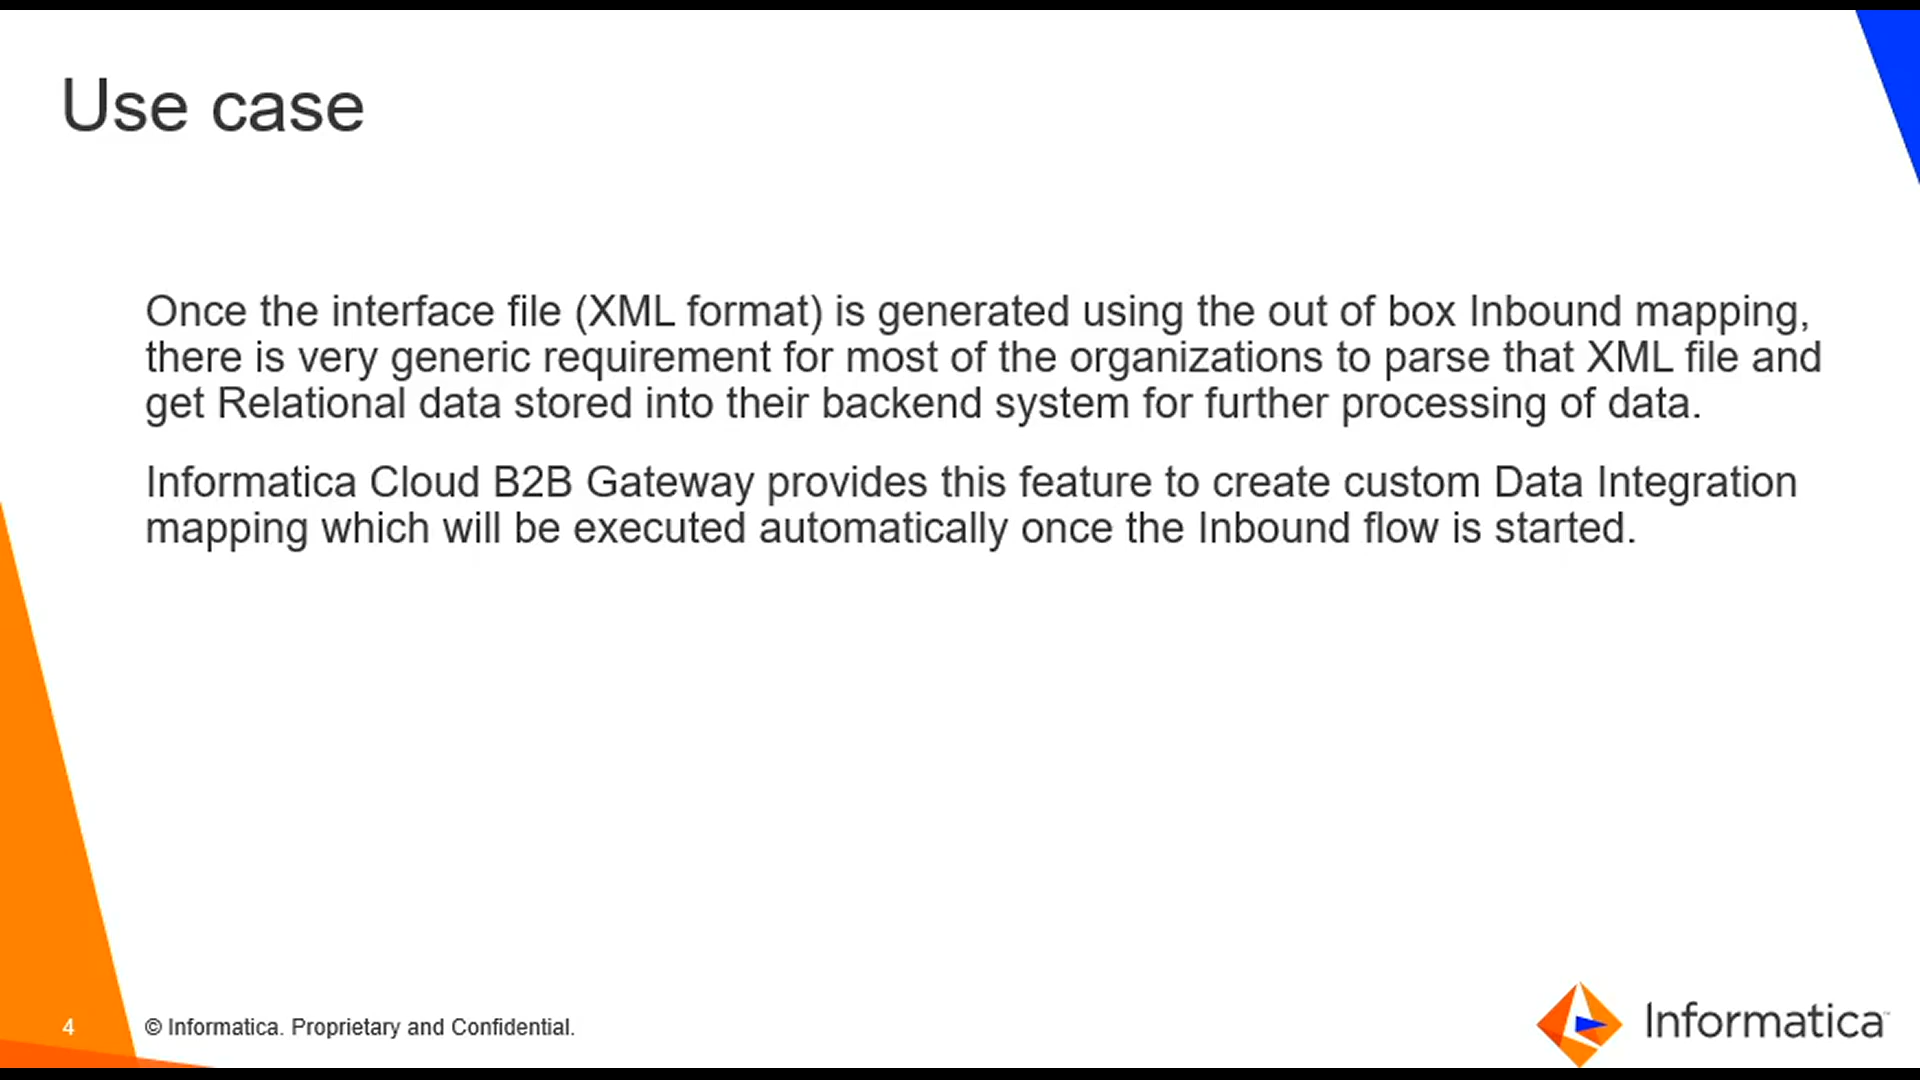 Use case
Once the interface file (XML format) is generated using the out of box Inbound mapping,
there is very generic requirement for most of the organizations to parse that XML file and
get Relational data stored into their backend system for further processing of data.
Informatica Cloud B2B Gateway provides this feature to create custom Data Integration
mapping which will be executed automatically once the Inbound flow is started.
4
© Informatica. Proprietary and Confidential.
Informatica